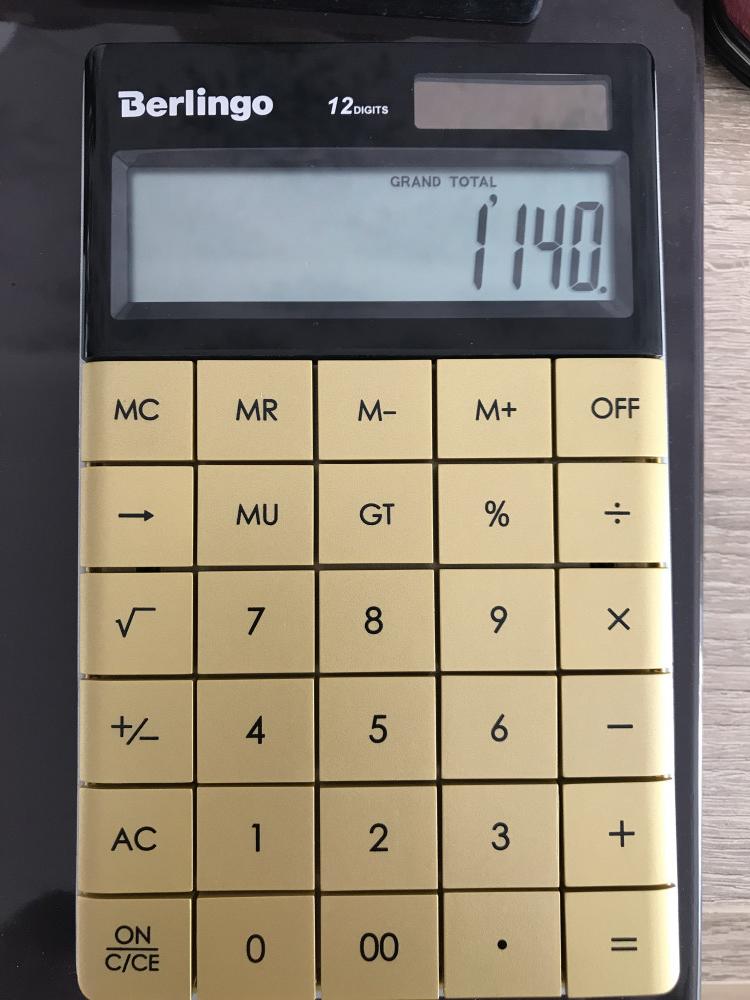 Berlingo 12 DIGITS
GRAND TOTAL
1'140.
MC MR M– M+ OFF
→ MU GT % ÷
√ 7 8 9 ×
+/– 4 5 6 –
AC 1 2 3 +
ON
C/CE 0 00 . =